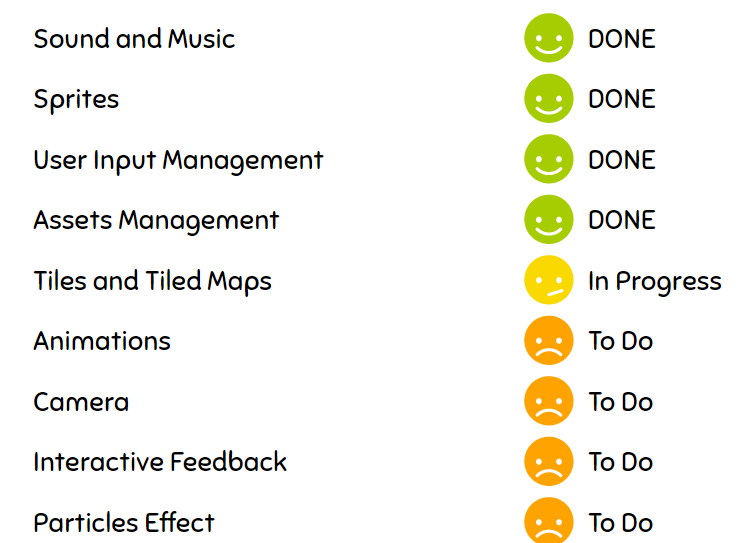 Sound and Music DONE
Sprites DONE
User Input Management DONE
Assets Management DONE
Tiles and Tiled Maps In Progress
Animations To Do
Camera To Do
Interactive Feedback To Do
Particles Effect To Do